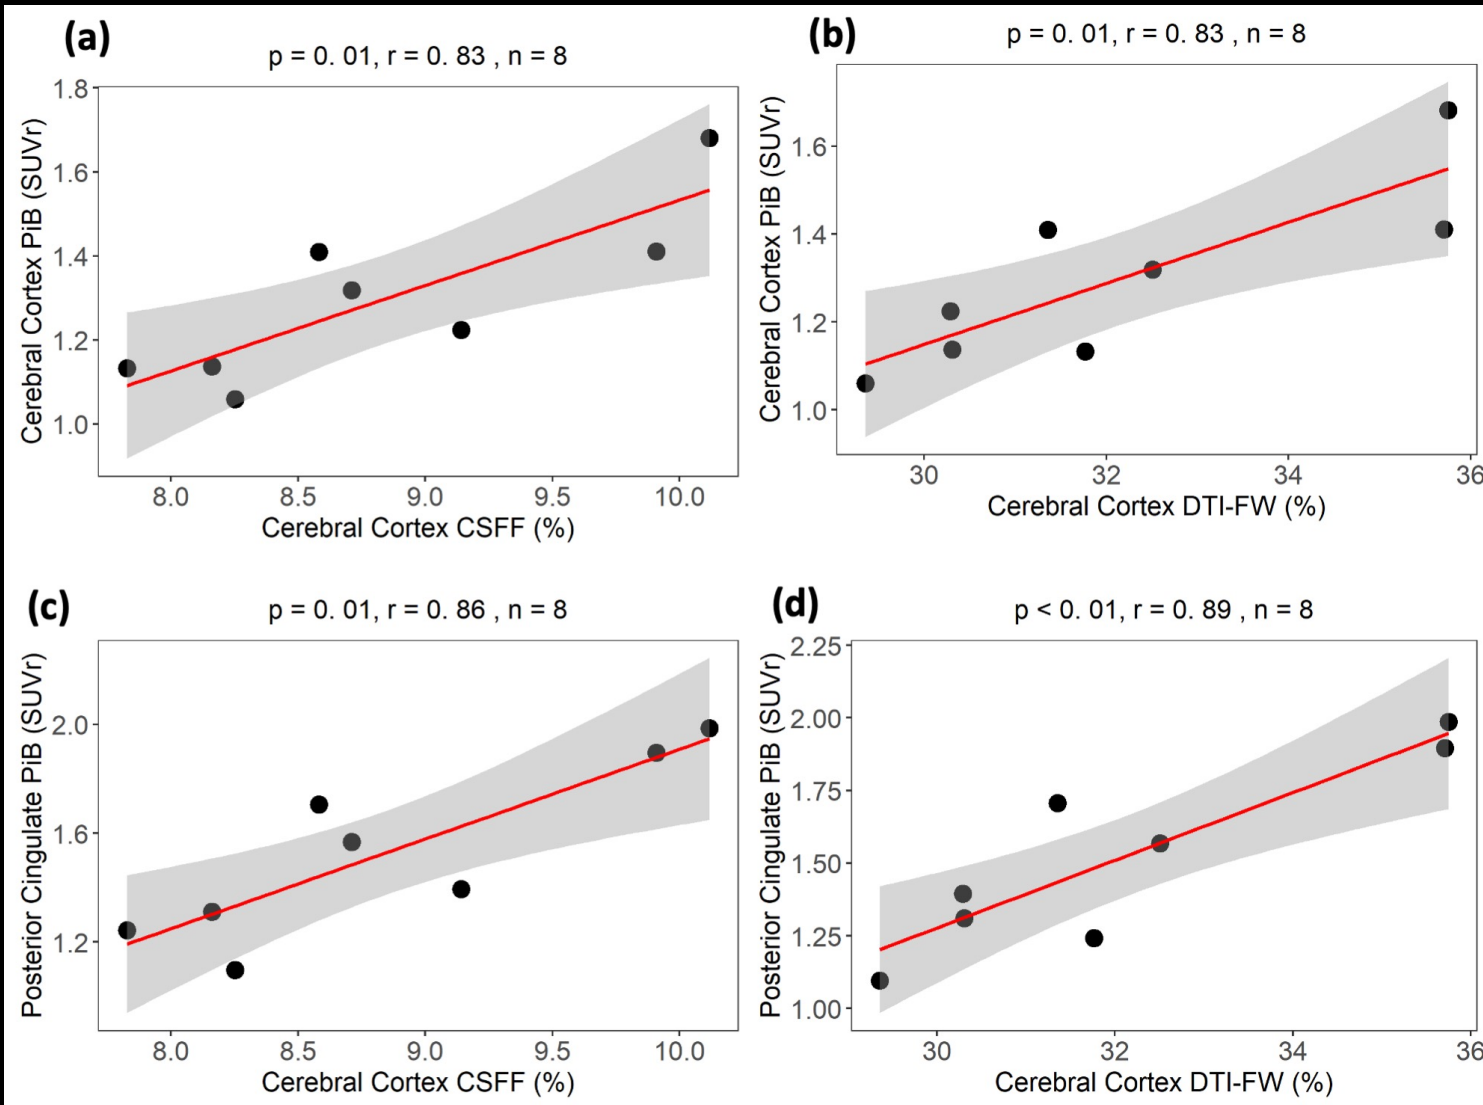 (a)
p = 0. 01, r = 0. 83 , n = 8
Cerebral Cortex PiB (SUVr)
1.8
1.6
1.4
1.2
1.0
8.0 8.5 9.0 9.5 10.0
Cerebral Cortex CSFF (%)
(b)
p = 0. 01, r = 0. 83 , n = 8
Cerebral Cortex PiB (SUVr)
1.6
1.4
1.2
1.0
30 32 34 36
Cerebral Cortex DTI-FW (%)
(c)
p = 0. 01, r = 0. 86 , n = 8
Posterior Cingulate PiB (SUVr)
2.0
1.6
1.2
8.0 8.5 9.0 9.5 10.0
Cerebral Cortex CSFF (%)
(d)
p < 0. 01, r = 0. 89 , n = 8
Posterior Cingulate PiB (SUVr)
2.25
2.00
1.75
1.50
1.25
1.00
30 32 34 36
Cerebral Cortex DTI-FW (%)